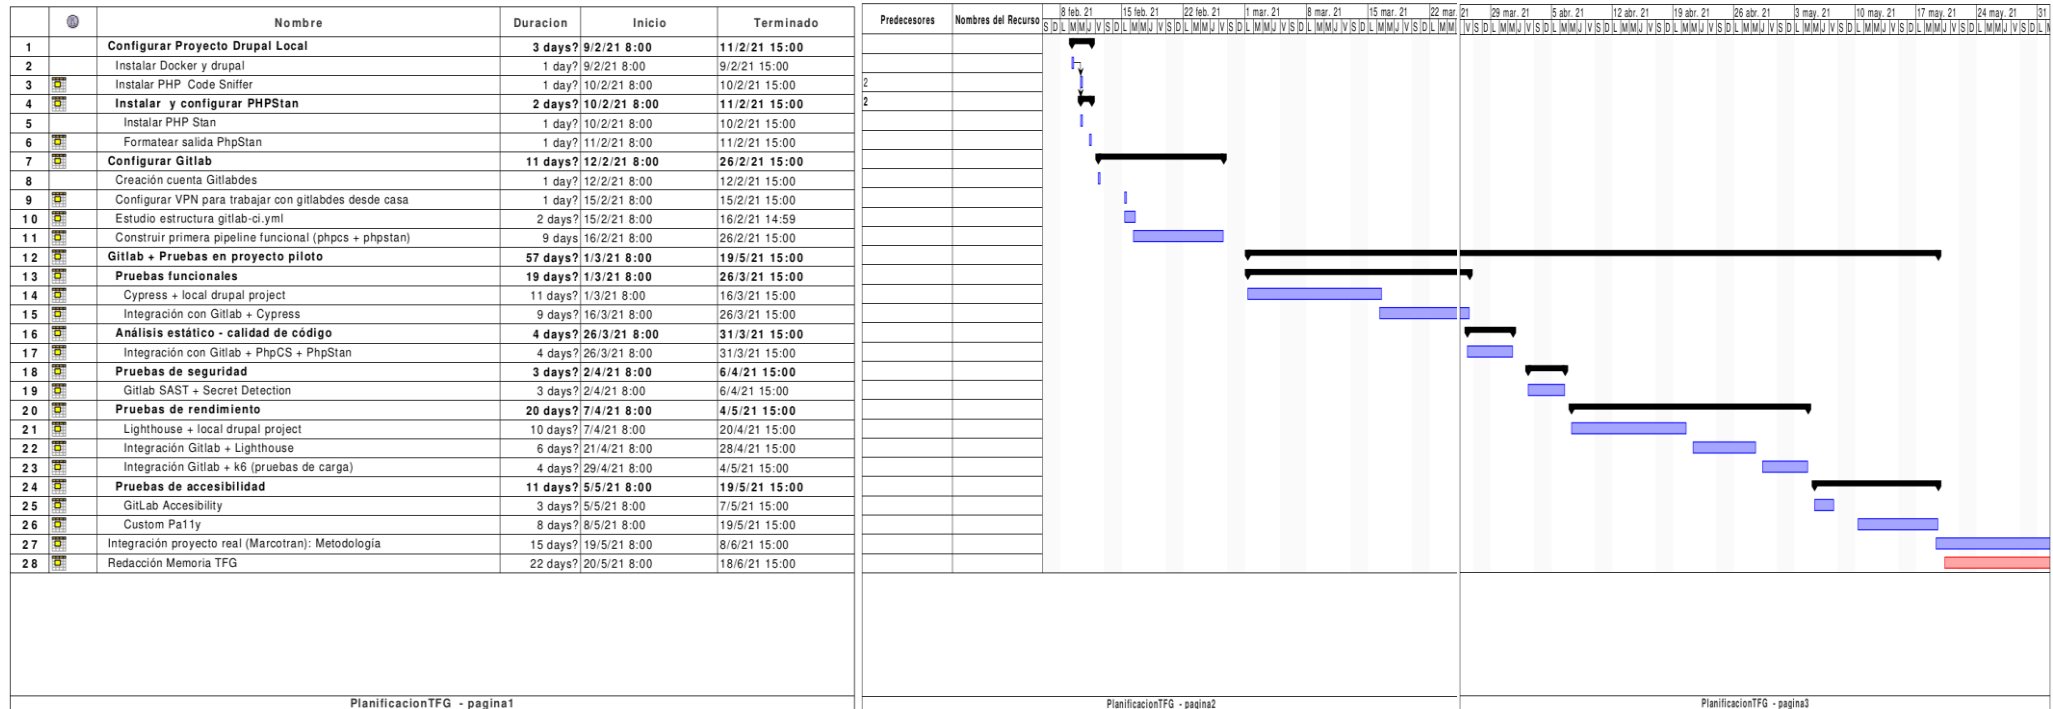 Nombre Duracion Inicio Terminado Predecesores Nombres del Recurso
8 feb. 21 15 feb. 21 22 feb. 21 1 mar. 21 8 mar. 21 15 mar. 21 22 mar 21 29 mar. 21 5 abr. 21 12 abr. 21 19 abr. 21 26 abr. 21 3 may. 21 10 may. 21 17 may. 21 24 may. 21 31
1 Configurar Proyecto Drupal Local 3 days? 9/2/21 8:00 11/2/21 15:00
2 Instalar Docker y drupal 1 day? 9/2/21 8:00 9/2/21 15:00
3 Instalar PHP Code Sniffer 1 day? 10/2/21 8:00 10/2/21 15:00 2
4 Instalar y configurar PHPStan 2 days? 10/2/21 8:00 11/2/21 15:00 2
5 Instalar PHP Stan 1 day? 10/2/21 8:00 10/2/21 15:00
6 Formatear salida PhpStan 1 day? 11/2/21 8:00 11/2/21 15:00
7 Configurar Gitlab 11 days? 12/2/21 8:00 26/2/21 15:00
8 Creación cuenta Gitlabdes 1 day? 12/2/21 8:00 12/2/21 15:00
9 Configurar VPN para trabajar con gitlabdes desde casa 1 day? 15/2/21 8:00 15/2/21 15:00
10 Estudio estructura gitlab-ci.yml 2 days? 15/2/21 8:00 16/2/21 14:59
11 Construir primera pipeline funcional (phpcs + phpstan) 9 days 16/2/21 8:00 26/2/21 15:00
12 Gitlab + Pruebas en proyecto piloto 57 days? 1/3/21 8:00 19/5/21 15:00
13 Pruebas funcionales 19 days? 1/3/21 8:00 26/3/21 15:00
14 Cypress + local drupal project 11 days? 1/3/21 8:00 16/3/21 15:00
15 Integración con Gitlab + Cypress 9 days? 16/3/21 8:00 26/3/21 15:00
16 Análisis estático - calidad de código 4 days? 26/3/21 8:00 31/3/21 15:00
17 Integración con Gitlab + PhpCS + PhpStan 4 days? 26/3/21 8:00 31/3/21 15:00
18 Pruebas de seguridad 3 days? 2/4/21 8:00 6/4/21 15:00
19 Gitlab SAST + Secret Detection 3 days? 2/4/21 8:00 6/4/21 15:00
20 Pruebas de rendimiento 20 days? 7/4/21 8:00 4/5/21 15:00
21 Lighthouse + local drupal project 10 days? 7/4/21 8:00 20/4/21 15:00
22 Integración Gitlab + Lighthouse 6 days? 21/4/21 8:00 28/4/21 15:00
23 Integración Gitlab + k6 (pruebas de carga) 4 days? 29/4/21 8:00 4/5/21 15:00
24 Pruebas de accesibilidad 11 days? 5/5/21 8:00 19/5/21 15:00
25 GitLab Accesibility 3 days? 5/5/21 8:00 7/5/21 15:00
26 Custom Pa11y 8 days? 8/5/21 8:00 19/5/21 15:00
27 Integración proyecto real (Marcotran): Metodología 15 days? 19/5/21 8:00 8/6/21 15:00
28 Redacción Memoria TFG 22 days? 20/5/21 8:00 18/6/21 15:00
PlanificacionTFG - pagina1 PlanificacionTFG - pagina2 PlanificacionTFG - pagina3